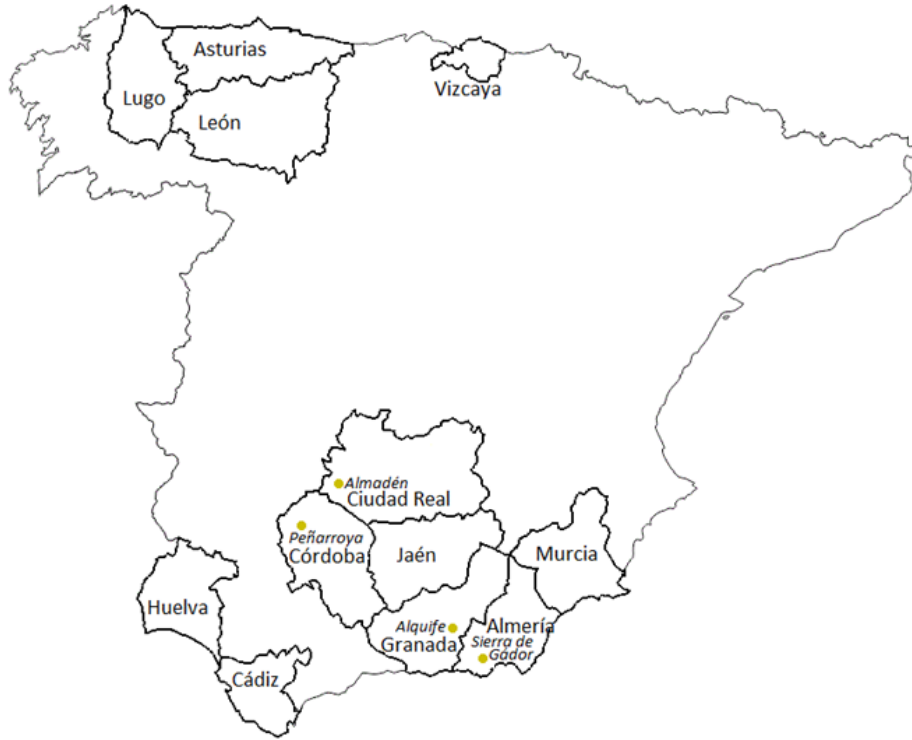 Asturias
Vizcaya
Lugo
León
Almadén
Ciudad Real
Peñarroya
Córdoba
Jaén
Murcia
Huelva
Alquife
Granada
Almería
Sierra de
Gádor
Cádiz